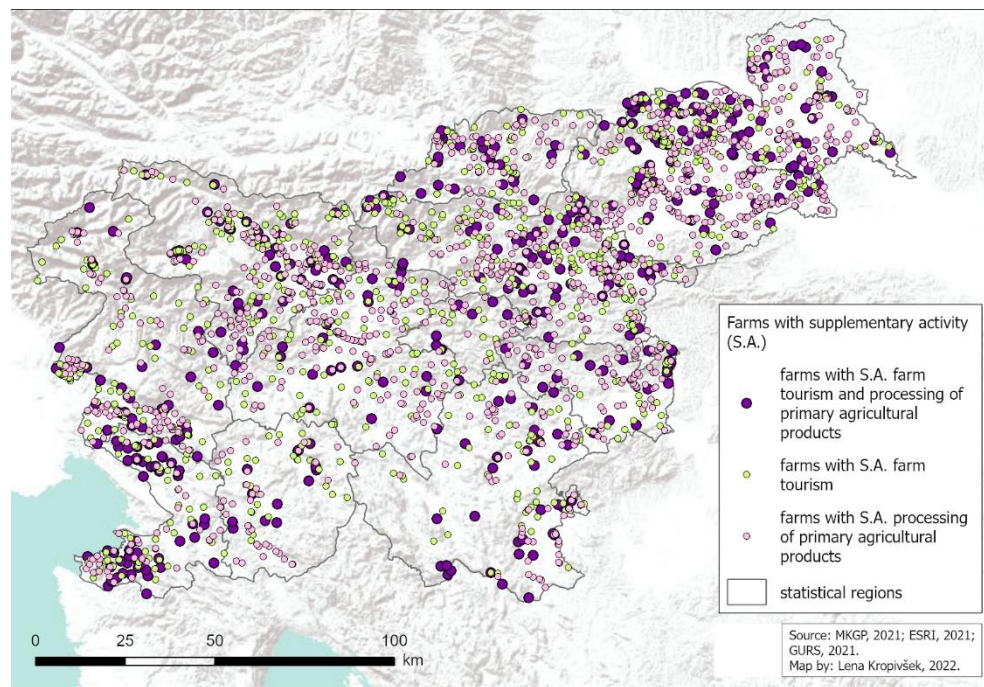 Farms with supplementary activity
(S.A.)
farms with S.A. farm
tourism and processing of
primary agricultural
products
farms with S.A. farm
tourism
farms with S.A. processing
of primary agricultural
products
statistical regions
0 25 50 100
km
Source: MKGP, 2021; ESRI, 2021;
GURS, 2021.
Map by: Lena Kropivšek, 2022.